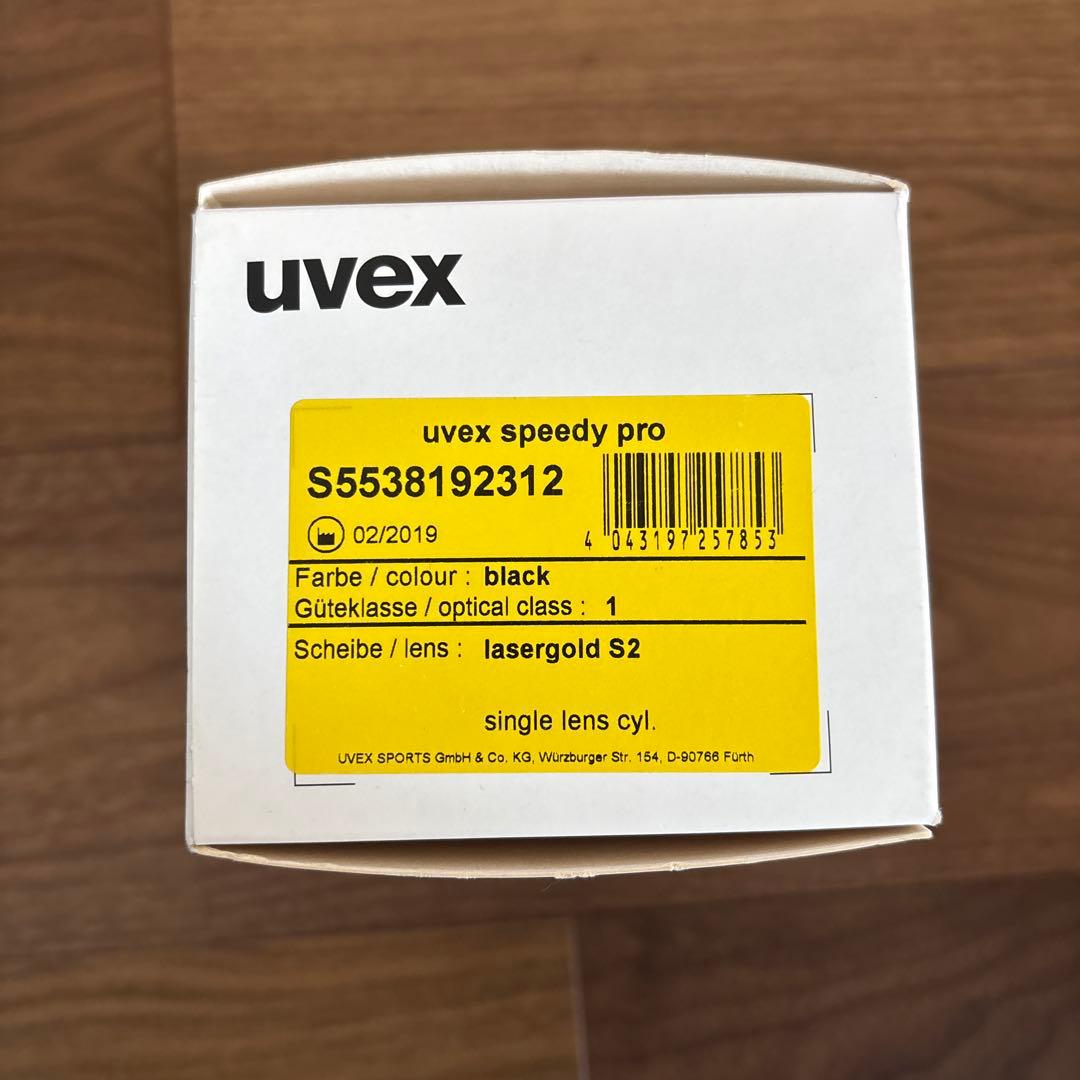 uvex
uvex speedy pro
S5538192312
02/2019
4 043197 257853
Farbe / colour : black
Güteklasse / optical class : 1
Scheibe / lens : lasergold S2
single lens cyl.
UVEX SPORTS GmbH & Co. KG, Würzburger Str. 154, D-90766 Fürth